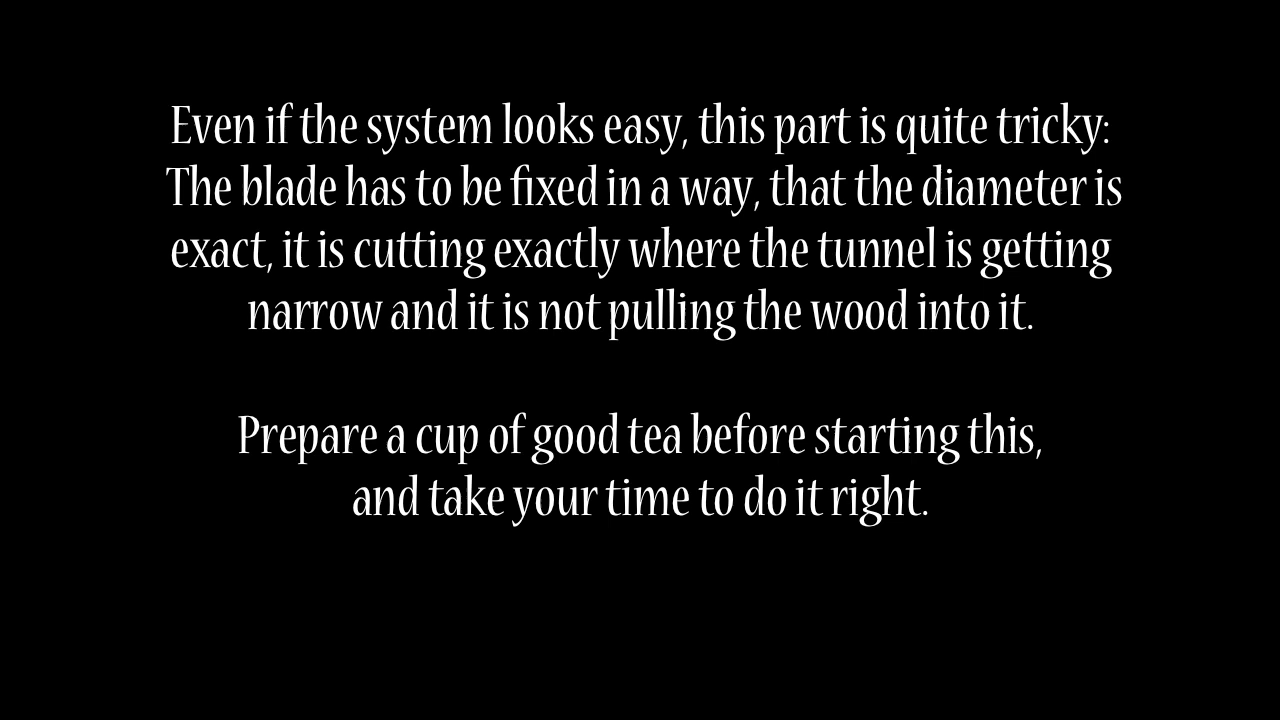 Even if the system looks easy, this part is quite tricky:
The blade has to be fixed in a way, that the diameter is
exact, it is cutting exactly where the tunnel is getting
narrow and it is not pulling the wood into it.
Prepare a cup of good tea before starting this,
and take your time to do it right.